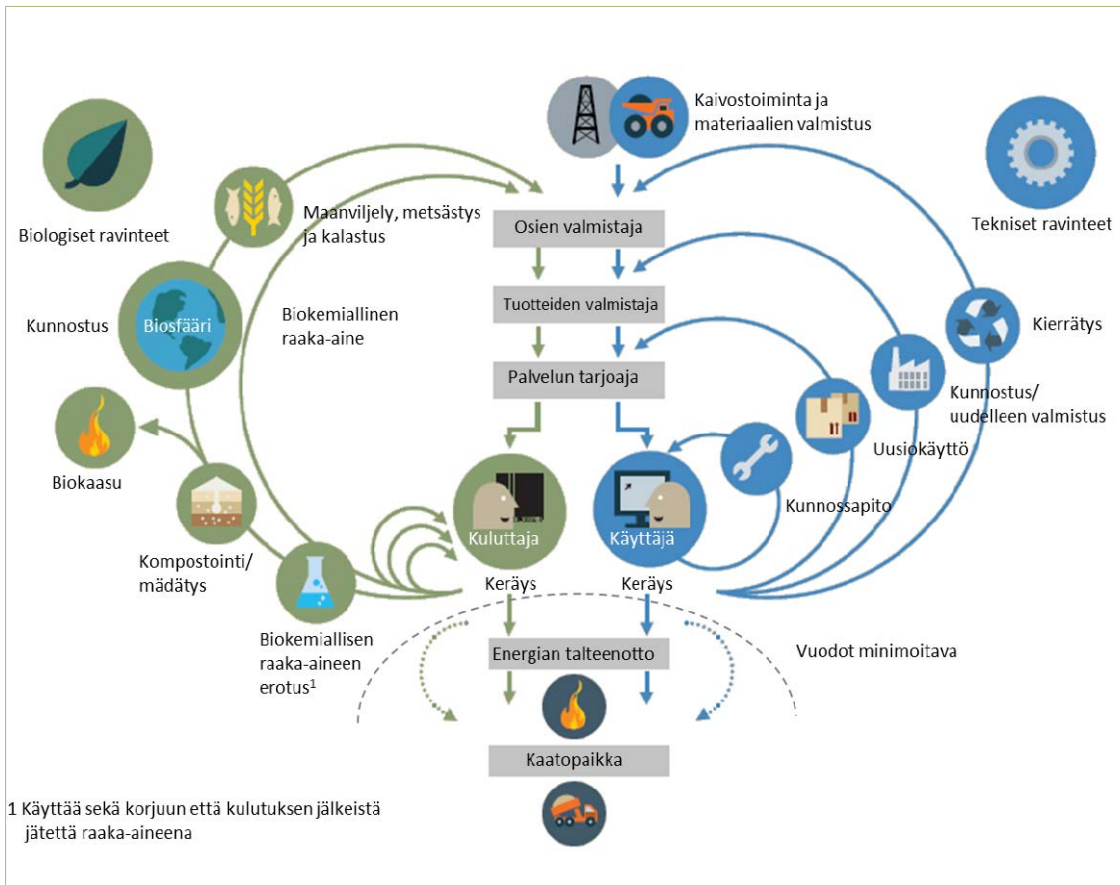 Kaivostoiminta ja
materiaalien valmistus
Biologiset ravinteet
Maanviljely, metsästys
ja kalastus
Osien valmistaja
Tekniset ravinteet
Kunnostus
Biosfääri
Biokemiallinen
raaka-aine
Tuotteiden valmistaja
Kierrätys
Palvelun tarjoaja
Kunnostus/
uudelleen valmistus
Uusiokäyttö
Biokaasu
Kunnossapito
Kuluttaja
Käyttäjä
Kompostointi/
mädätys
Keräys
Keräys
Biokemiallisen
raaka-aineen
erotus¹
Energian talteenotto
Vuodot minimoitava
Kaatopaikka
1 Käyttää sekä korjuun että kulutuksen jälkeistä
jätettä raaka-aineena